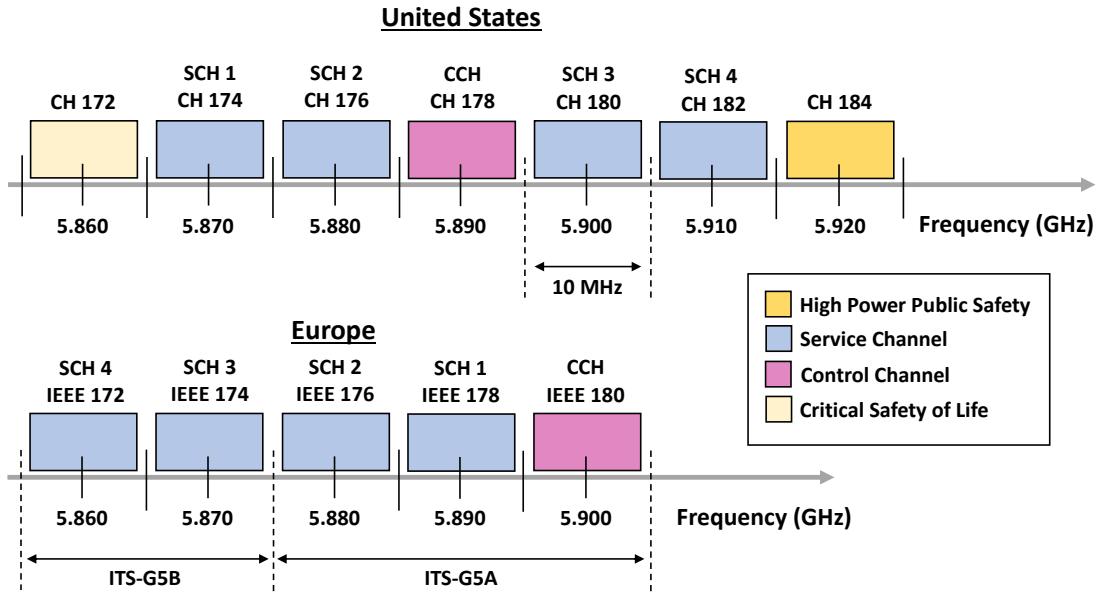 United States
SCH 1
SCH 2
CCH
SCH 3
SCH 4
CH 172
CH 174
CH 176
CH 178
CH 180
CH 182
CH 184
5.860
5.870
5.880
5.890
5.900
5.910
5.920
Frequency (GHz)
10 MHz
High Power Public Safety
Service Channel
Control Channel
Critical Safety of Life
Europe
SCH 4
IEEE 172
SCH 3
IEEE 174
SCH 2
IEEE 176
SCH 1
IEEE 178
CCH
IEEE 180
5.860
5.870
5.880
5.890
5.900
Frequency (GHz)
ITS-G5B
ITS-G5A